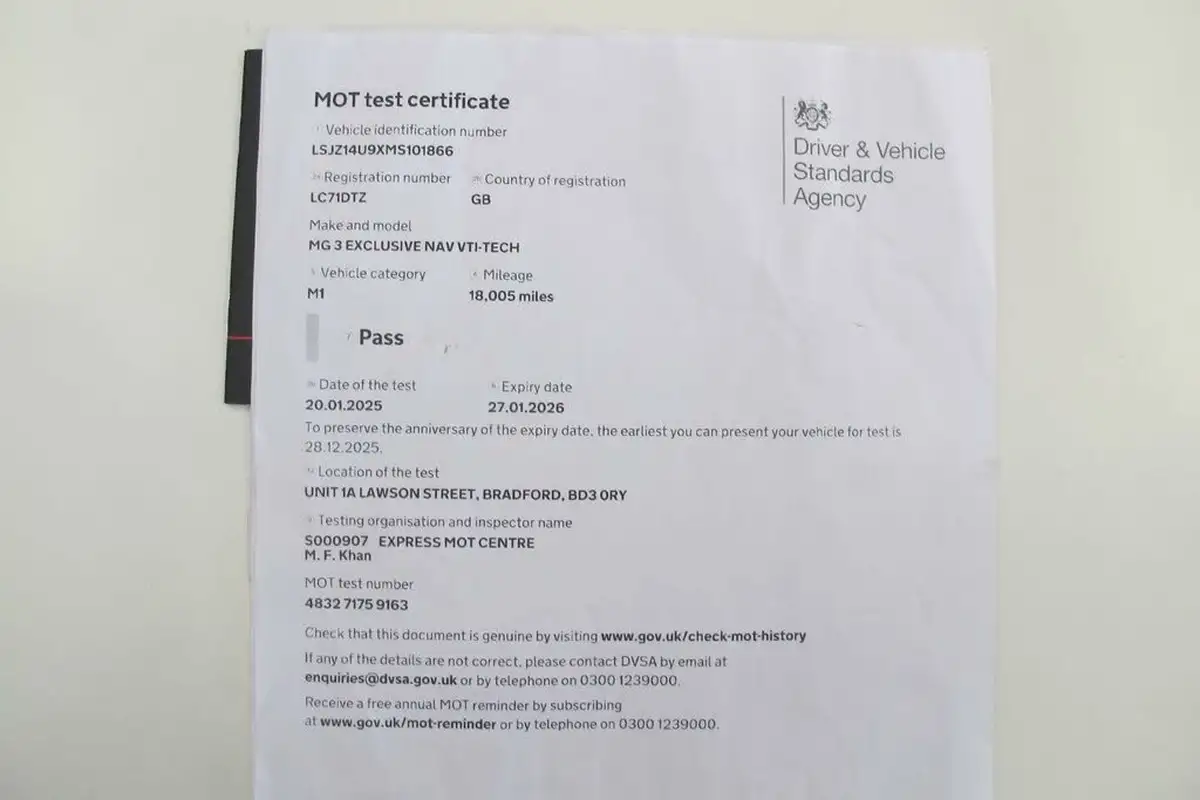 MOT test certificate
Driver & Vehicle
Standards
Agency
Vehicle identification number
LSJZ14U9XMS101866
Registration number Country of registration
LC71DTZ GB
Make and model
MG 3 EXCLUSIVE NAV VTI-TECH
Vehicle category Mileage
M1 18,005 miles
Pass
Date of the test Expiry date
20.01.2025 27.01.2026
To preserve the anniversary of the expiry date, the earliest you can present your vehicle for test is
28.12.2025.
Location of the test
UNIT 1A LAWSON STREET, BRADFORD, BD3 0RY
Testing organisation and inspector name
S000907 EXPRESS MOT CENTRE
M. F. Khan
MOT test number
4832 7175 9163
Check that this document is genuine by visiting www.gov.uk/check-mot-history
If any of the details are not correct, please contact DVSA by email at
enquiries@dvsa.gov.uk or by telephone on 0300 1239000.
Receive a free annual MOT reminder by subscribing
at www.gov.uk/mot-reminder or by telephone on 0300 1239000.